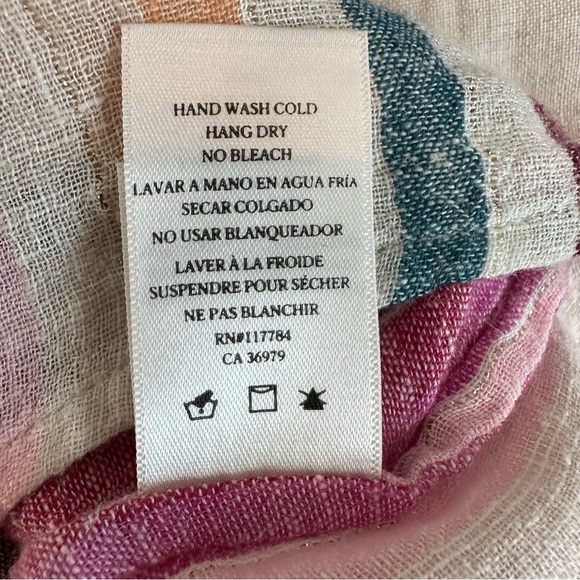 HAND WASH COLD
HANG DRY
NO BLEACH
LAVAR A MANO EN AGUA FRÍA
SECAR COLGADO
NO USAR BLANQUEADOR
LAVER À LA FROIDE
SUSPENDRE POUR SÉCHER
NE PAS BLANCHIR
RN#117784
CA 36979